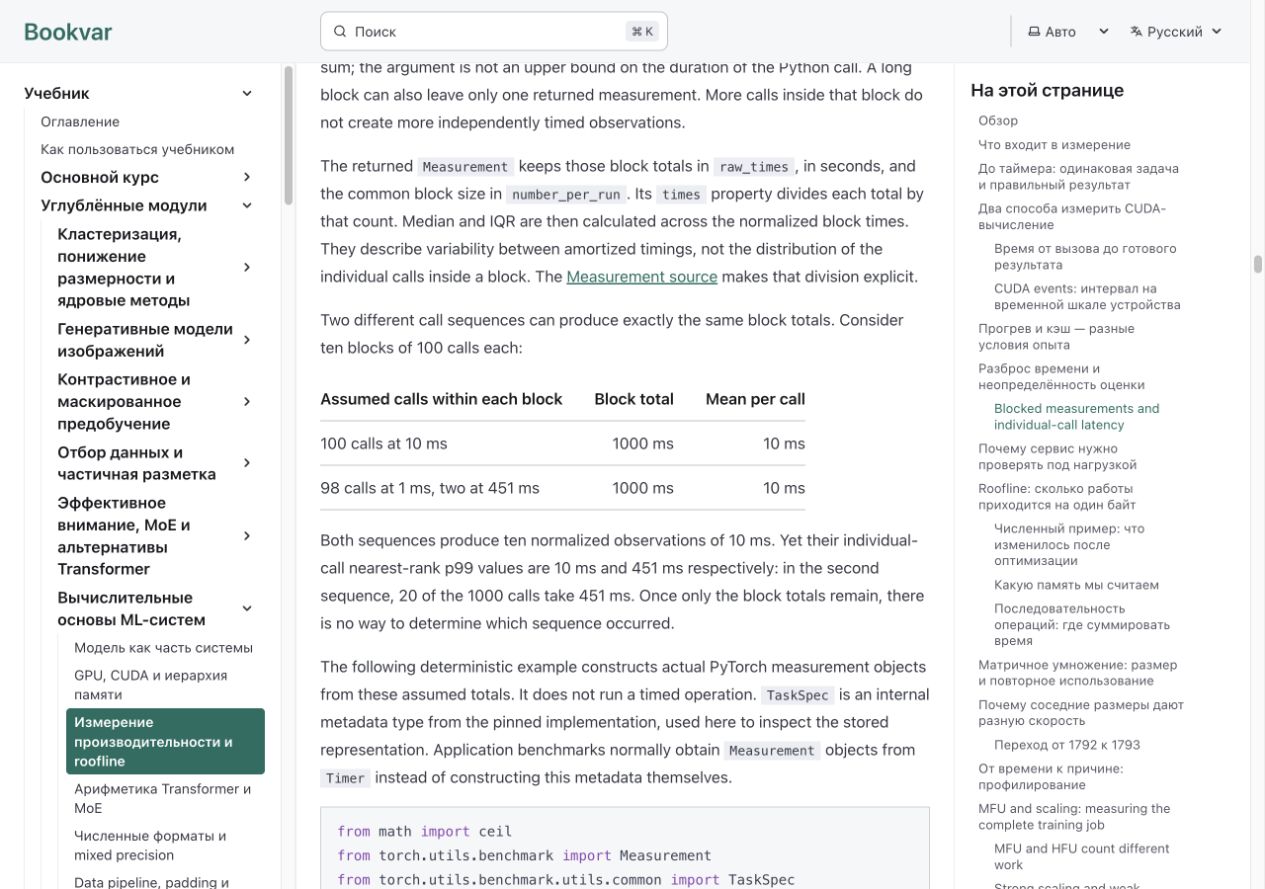 Bookvar
Поиск
⌘ K
Авто
Русский
Учебник
Оглавление
Как пользоваться учебником
Основной курс
Углублённые модули
Кластеризация,
понижение
размерности и
ядровые методы
Генеративные модели
изображений
Контрастивное и
маскированное
предобучение
Отбор данных и
частичная разметка
Эффективное
внимание, MoE и
альтернативы
Transformer
Вычислительные
основы ML-систем
Модель как часть системы
GPU, CUDA и иерархия
памяти
Измерение
производительности и
roofline
Арифметика Transformer и
MoE
Численные форматы и
mixed precision
Data pipeline, padding и
sum; the argument is not an upper bound on the duration of the Python call. A long
block can also leave only one returned measurement. More calls inside that block do
not create more independently timed observations.
The returned Measurement keeps those block totals in raw_times , in seconds, and
the common block size in number_per_run . Its times property divides each total by
that count. Median and IQR are then calculated across the normalized block times.
They describe variability between amortized timings, not the distribution of the
individual calls inside a block. The Measurement source makes that division explicit.
Two different call sequences can produce exactly the same block totals. Consider
ten blocks of 100 calls each:
Assumed calls within each block Block total Mean per call
100 calls at 10 ms 1000 ms 10 ms
98 calls at 1 ms, two at 451 ms 1000 ms 10 ms
Both sequences produce ten normalized observations of 10 ms. Yet their individual-
call nearest-rank p99 values are 10 ms and 451 ms respectively: in the second
sequence, 20 of the 1000 calls take 451 ms. Once only the block totals remain, there
is no way to determine which sequence occurred.
The following deterministic example constructs actual PyTorch measurement objects
from these assumed totals. It does not run a timed operation. TaskSpec is an internal
metadata type from the pinned implementation, used here to inspect the stored
representation. Application benchmarks normally obtain Measurement objects from
Timer instead of constructing this metadata themselves.
from math import ceil
from torch.utils.benchmark import Measurement
from torch.utils.benchmark.utils.common import TaskSpec
На этой странице
Обзор
Что входит в измерение
До таймера: одинаковая задача
и правильный результат
Два способа измерить CUDA-
вычисление
Время от вызова до готового
результата
CUDA events: интервал на
временной шкале устройства
Прогрев и кэш — разные
условия опыта
Разброс времени и
неопределённость оценки
Blocked measurements and
individual-call latency
Почему сервис нужно
проверять под нагрузкой
Roofline: сколько работы
приходится на один байт
Численный пример: что
изменилось после
оптимизации
Какую память мы считаем
Последовательность
операций: где суммировать
время
Матричное умножение: размер
и повторное использование
Почему соседние размеры дают
разную скорость
Переход от 1792 к 1793
От времени к причине:
профилирование
MFU and scaling: measuring the
complete training job
MFU and HFU count different
work
Strong scaling and weak